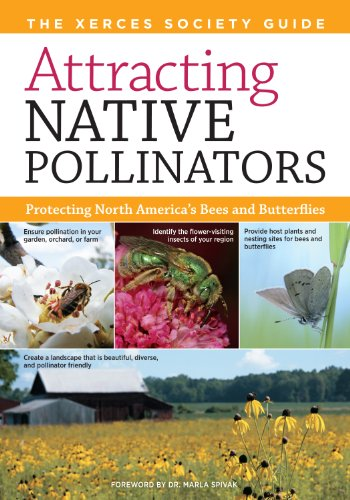 THE XERCES SOCIETY GUIDE
Attracting
NATIVE
POLLINATORS
Protecting North America's Bees and Butterflies
Ensure pollination in your
garden, orchard, or farm
Identify the flower-visiting
insects of your region
Provide host plants and
nesting sites for bees and
butterflies
Create a landscape that is beautiful, diverse,
and pollinator friendly
FOREWORD BY DR. MARLA SPIVAK